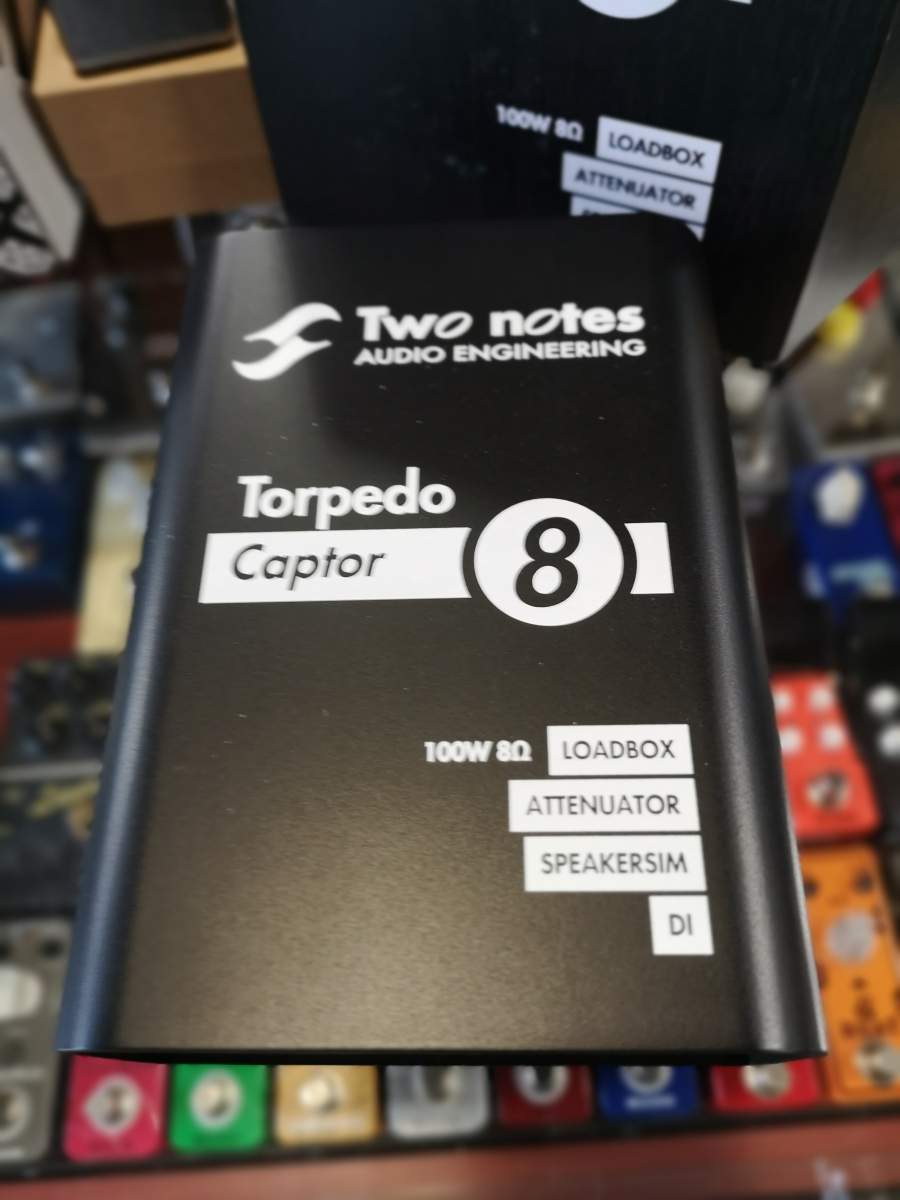 100W 8Ω LOADBOX
ATTENUATOR
Two notes
AUDIO ENGINEERING
Torpedo
Captor 8
100W 8Ω LOADBOX
ATTENUATOR
SPEAKERSIM
DI